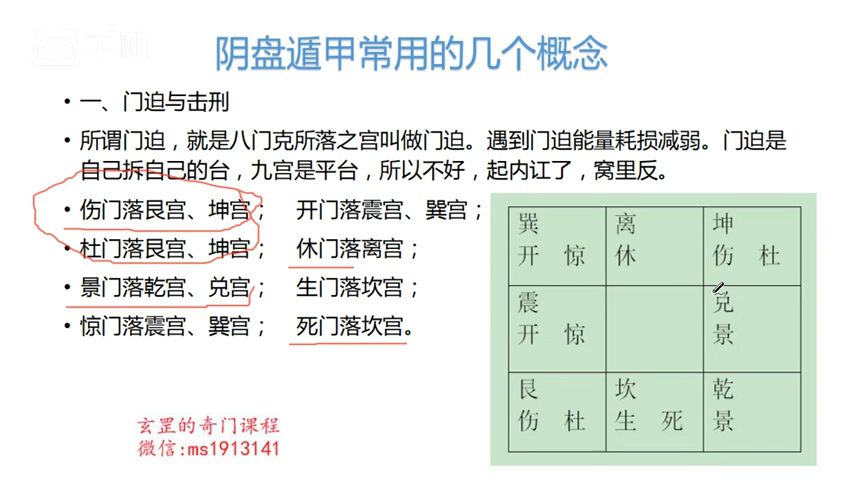 千聊
阴盘遁甲常用的几个概念
• 一、门迫与击刑
• 所谓门迫，就是八门克所落之宫叫做门迫。遇到门迫能量耗损减弱。门迫是
自己拆自己的台，九宫是平台，所以不好，起内讧了，窝里反。
• 伤门落艮宫、坤宫； 开门落震宫、巽宫；
• 杜门落艮宫、坤宫； 休门落离宫；
• 景门落乾宫、兑宫； 生门落坎宫；
• 惊门落震宫、巽宫； 死门落坎宫。
巽 离 坤
开 惊 休 伤 杜
震 兑
开 惊 景
艮 坎 乾
伤 杜 生 死 景
玄罡的奇门课程
微信:ms1913141